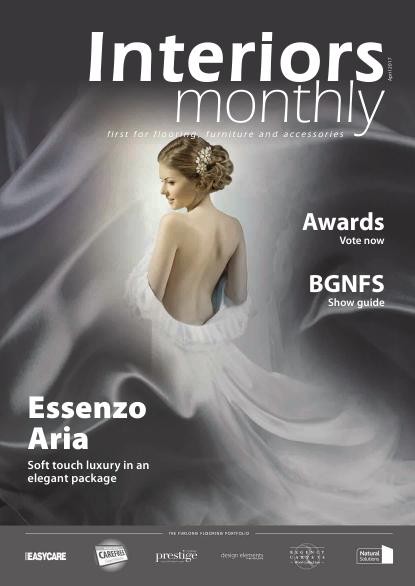 Interiors
April 2017
monthly
first for flooring, furniture and accessories
Awards
Vote now
BGNFS
Show guide
Essenzo
Aria
Soft touch luxury in an
elegant package
THE FURLONG FLOORING PORTFOLIO
EASYCARE
CAREFREE
prestige
design elements
REGENCY
CARPETS
Natural
Solutions